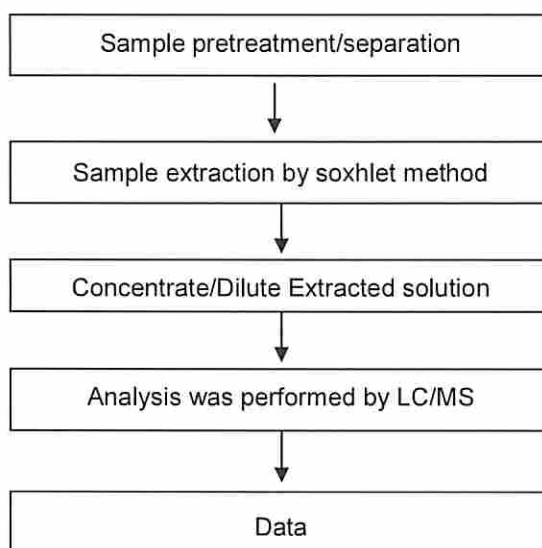 Sample pretreatment/separation
Sample extraction by soxhlet method
Concentrate/Dilute Extracted solution
Analysis was performed by LC/MS
Data